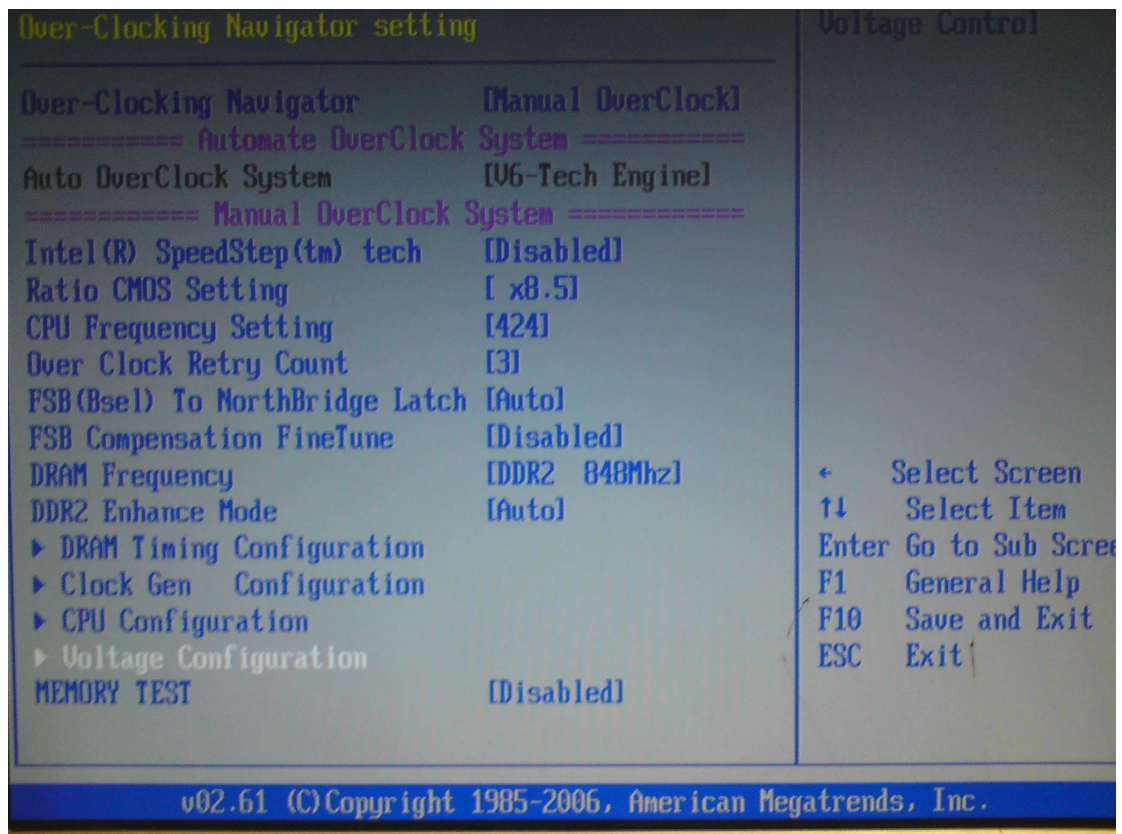 Over-Clocking Navigator setting
Voltage Control
Over-Clocking Navigator [Manual OverClock]
=========== Automate OverClock System ===========
Auto OverClock System [V6-Tech Engine]
============ Manual OverClock System ============
Intel(R) SpeedStep(tm) tech [Disabled]
Ratio CMOS Setting [ x8.5]
CPU Frequency Setting [424]
Over Clock Retry Count [3]
FSB(Bsel) To NorthBridge Latch [Auto]
FSB Compensation FineTune [Disabled]
DRAM Frequency [DDR2 848Mhz]
DDR2 Enhance Mode [Auto]
▶ DRAM Timing Configuration
▶ Clock Gen Configuration
▶ CPU Configuration
▶ Voltage Configuration
MEMORY TEST [Disabled]
← Select Screen
↑↓ Select Item
Enter Go to Sub Scree
F1 General Help
F10 Save and Exit
ESC Exit
v02.61 (C)Copyright 1985-2006, American Megatrends, Inc.